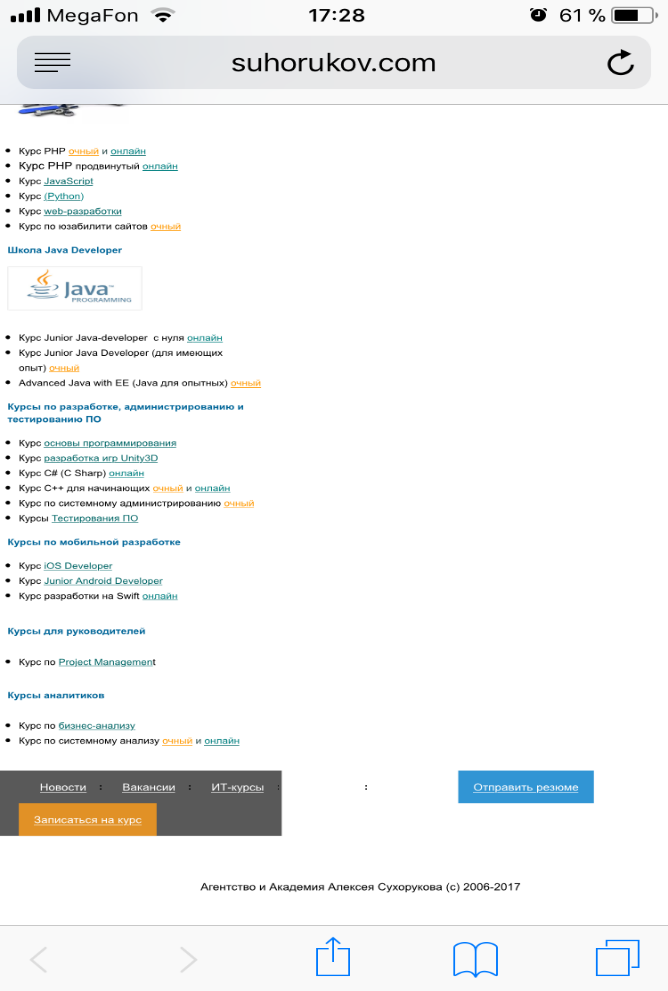 MegaFon 17:28 61 %
suhorukov.com
Курс PHP очный и онлайн
Курс PHP продвинутый онлайн
Курс JavaScript
Курс (Python)
Курс web-разработки
Курс по юзабилити сайтов очный
Школа Java Developer
Java™
PROGRAMMING
Курс Junior Java-developer с нуля онлайн
Курс Junior Java Developer (для имеющих
опыт) очный
Advanced Java with EE (Java для опытных) очный
Курсы по разработке, администрированию и
тестированию ПО
Курс основы программирования
Курс разработка игр Unity3D
Курс C# (C Sharp) онлайн
Курс C++ для начинающих очный и онлайн
Курс по системному администрированию очный
Курсы Тестирования ПО
Курсы по мобильной разработке
Курс iOS Developer
Курс Junior Android Developer
Курс разработки на Swift онлайн
Курсы для руководителей
Курс по Project Management
Курсы аналитиков
Курс по бизнес-анализу
Курс по системному анализу очный и онлайн
Новости : Вакансии : ИТ-курсы : : Отправить резюме
Записаться на курс
Агентство и Академия Алексея Сухорукова (c) 2006-2017